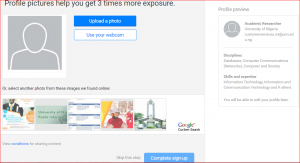 Profile pictures help you get 3 times more exposure.
Upload a photo
Use your webcam
Or, select another photo from these images we found online:
Google
Custom Search
View conditions for sharing content
Skip this step
Complete sign up
Profile preview
Academic Researcher
University of Nigeria
Disciplines
Databases, Computer Communications
(Networks), Computer and Society
Skills and expertise
Information Technology, Information and
Communication Technology and 4 others
You will be able to edit your profile later.